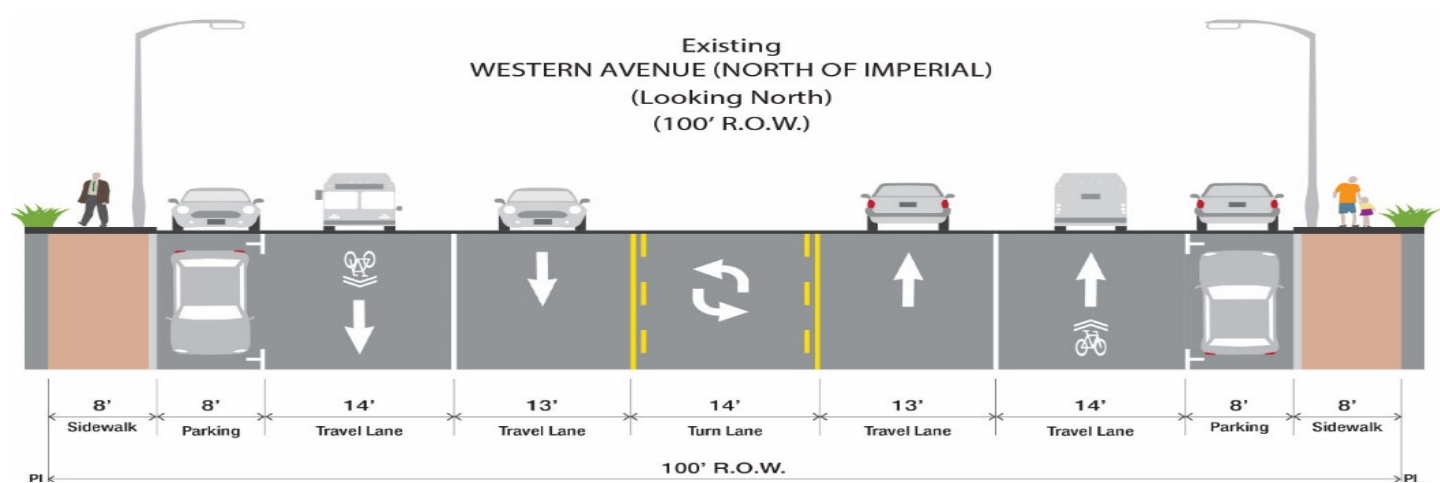 Existing
WESTERN AVENUE (NORTH OF IMPERIAL)
(Looking North)
(100' R.O.W.)
8' 8' 14' 13' 14' 13' 14' 8' 8'
Sidewalk Parking Travel Lane Travel Lane Turn Lane Travel Lane Travel Lane Parking Sidewalk
100' R.O.W.
PL PL